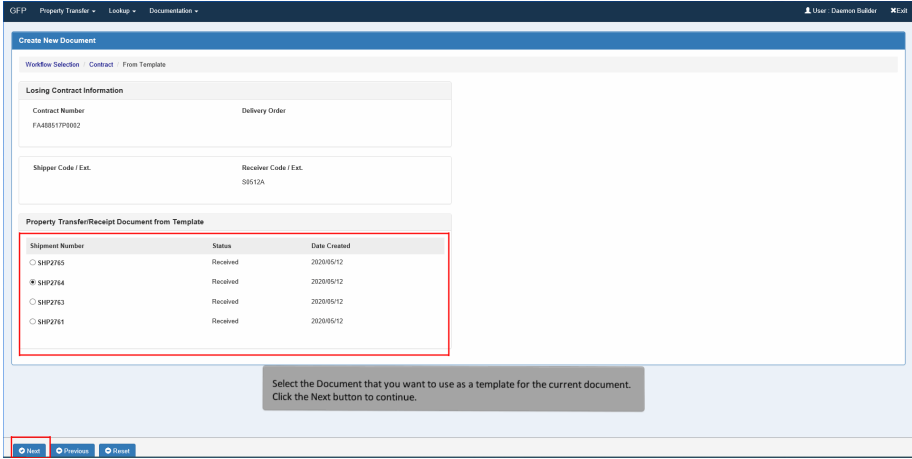 GFP Property Transfer Lookup Documentation User : Daemon Builder Exit
Create New Document
Workflow Selection / Contract / From Template
Losing Contract Information
Contract Number Delivery Order
FA488517P0002
Shipper Code / Ext. Receiver Code / Ext.
S0512A
Property Transfer/Receipt Document from Template
Shipment Number Status Date Created
SHP2765 Received 2020/05/12
SHP2764 Received 2020/05/12
SHP2763 Received 2020/05/12
SHP2761 Received 2020/05/12
Select the Document that you want to use as a template for the current document.
Click the Next button to continue.
Next Previous Reset